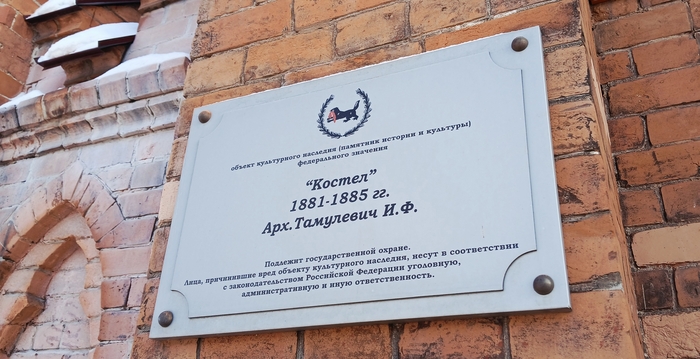 объект культурного наследия (памятник истории и культуры)
федерального значения
“Костел”
1881-1885 гг.
Арх.Тамулевич И.Ф.
Подлежит государственной охране.
Лица, причинившие вред объекту культурного наследия, несут в соответствии
с законодательством Российской Федерации уголовную,
административную и иную ответственность.